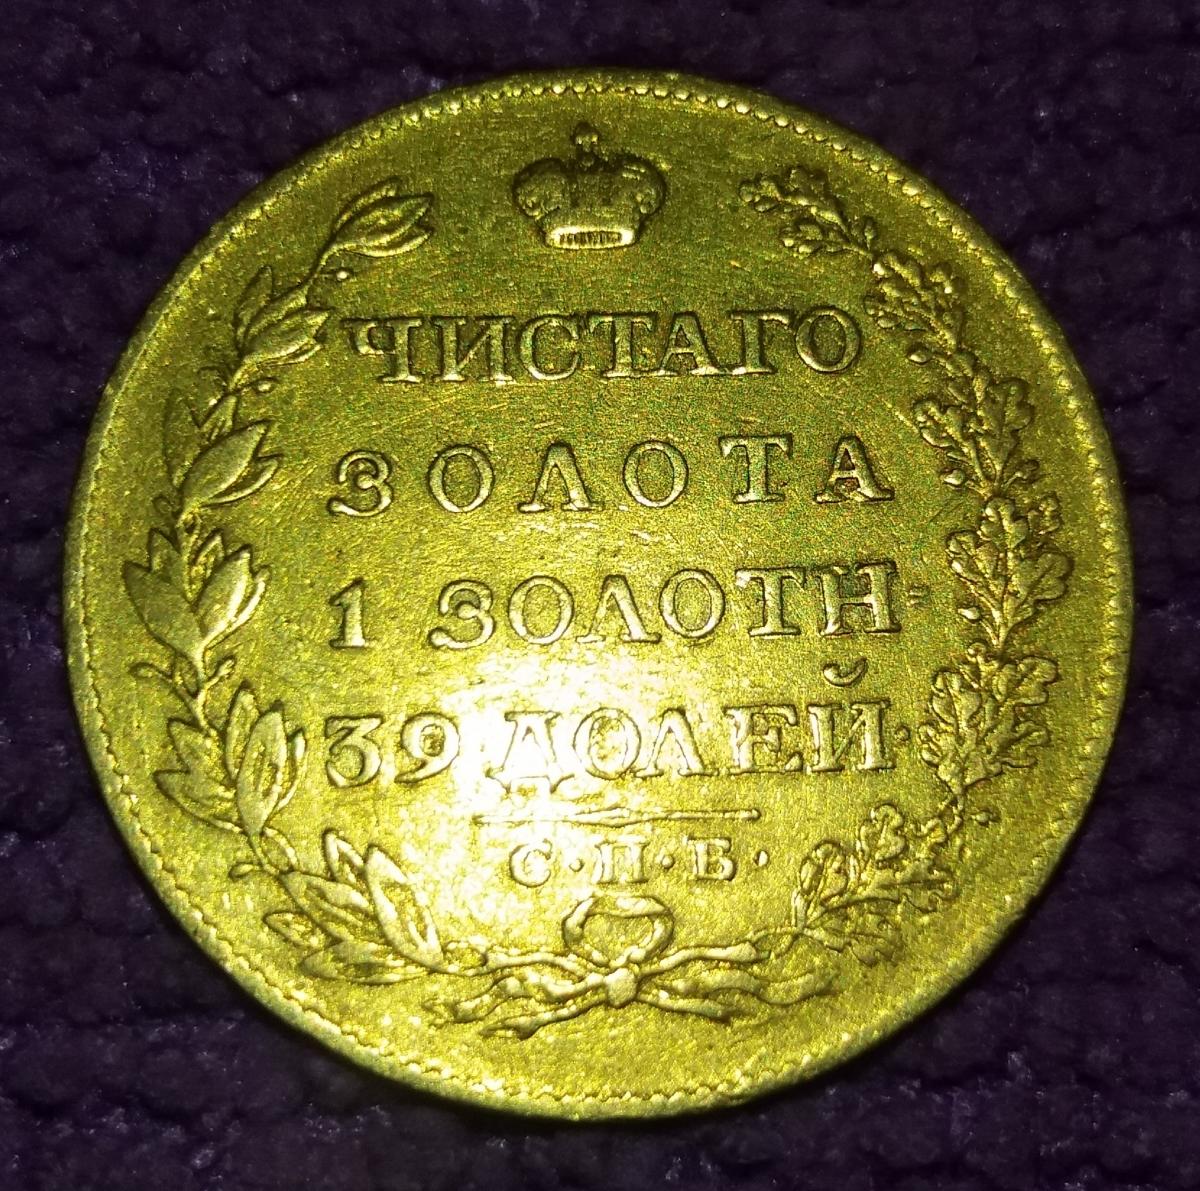 ЧИСТАГО
ЗОЛОТА
1 ЗОЛОТН=
39 ДОЛЕЙ·
С·П·Б·